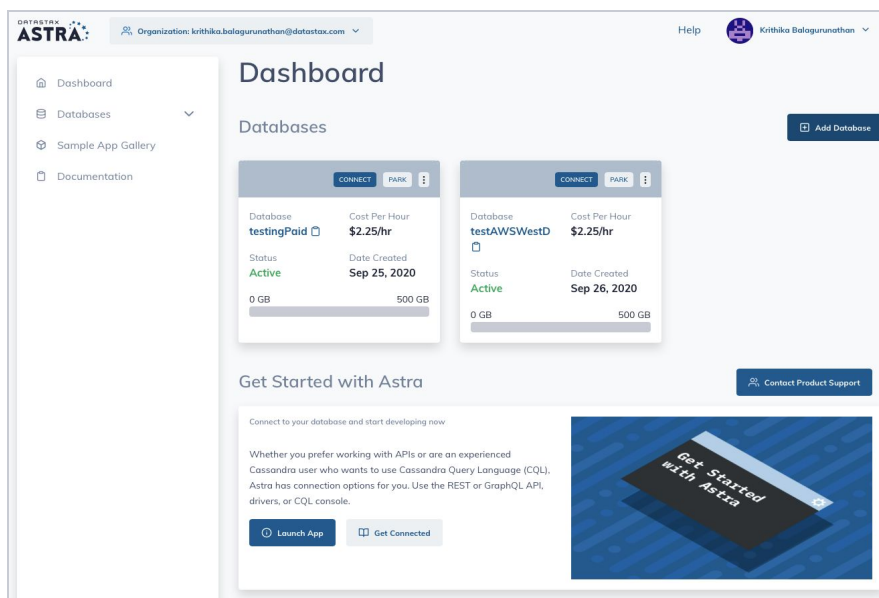 DATASTAX
ASTRA
Organization: krithika.balagurunathan@datastax.com
Help
Krithika Balagurunathan
Dashboard
Databases
Sample App Gallery
Documentation
Dashboard
Databases
Add Database
CONNECT PARK
Database Cost Per Hour
testingPaid $2.25/hr
Status Date Created
Active Sep 25, 2020
0 GB 500 GB
CONNECT PARK
Database Cost Per Hour
testAWSWestD $2.25/hr
Status Date Created
Active Sep 26, 2020
0 GB 500 GB
Get Started with Astra
Contact Product Support
Connect to your database and start developing now
Whether you prefer working with APIs or are an experienced
Cassandra user who wants to use Cassandra Query Language (CQL),
Astra has connection options for you. Use the REST or GraphQL API,
drivers, or CQL console.
Launch App
Get Connected
Get Started
with Astra